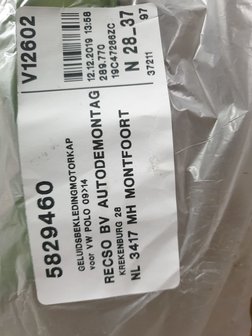 5829460
GELUIDSBEKLEDINGMOTORKAP
voor VW POLO 09?14
RECSO BV AUTODEMONTAG
KREKENBURG 28
NL 3417 MH MONTFOORT
V12602
12.12.2019 13:58
289.770
19C47286ZC
N 28_37
37211
97